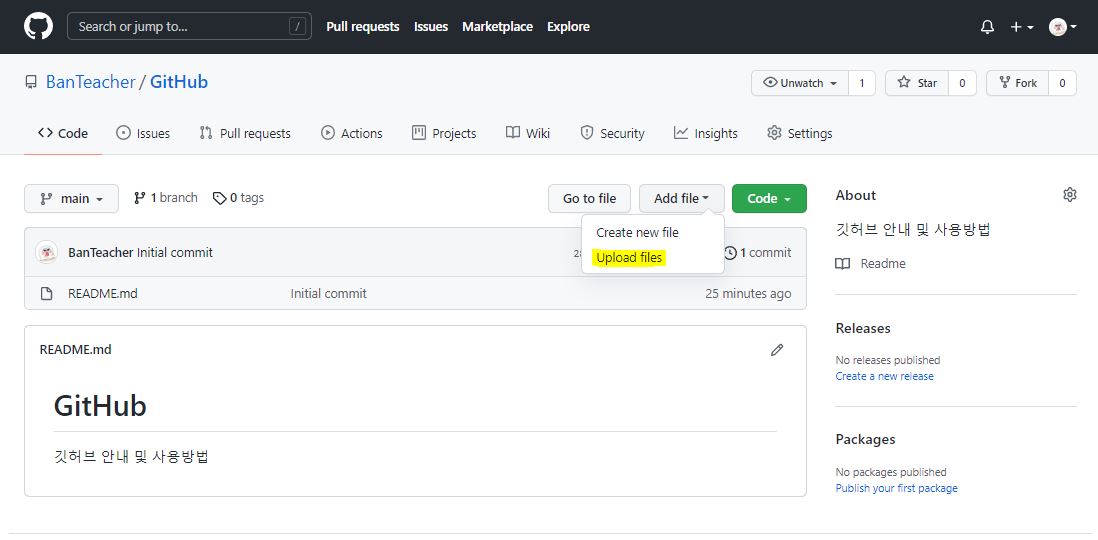 Search or jump to... /
Pull requests Issues Marketplace Explore
BanTeacher / GitHub
Unwatch 1 Star 0 Fork 0
Code Issues Pull requests Actions Projects Wiki Security Insights Settings
main 1 branch 0 tags
Go to file Add file Code
Create new file
Upload files
BanTeacher Initial commit 1 commit
README.md Initial commit 25 minutes ago
README.md
GitHub
깃허브 안내 및 사용방법
About
깃허브 안내 및 사용방법
Readme
Releases
No releases published
Create a new release
Packages
No packages published
Publish your first package